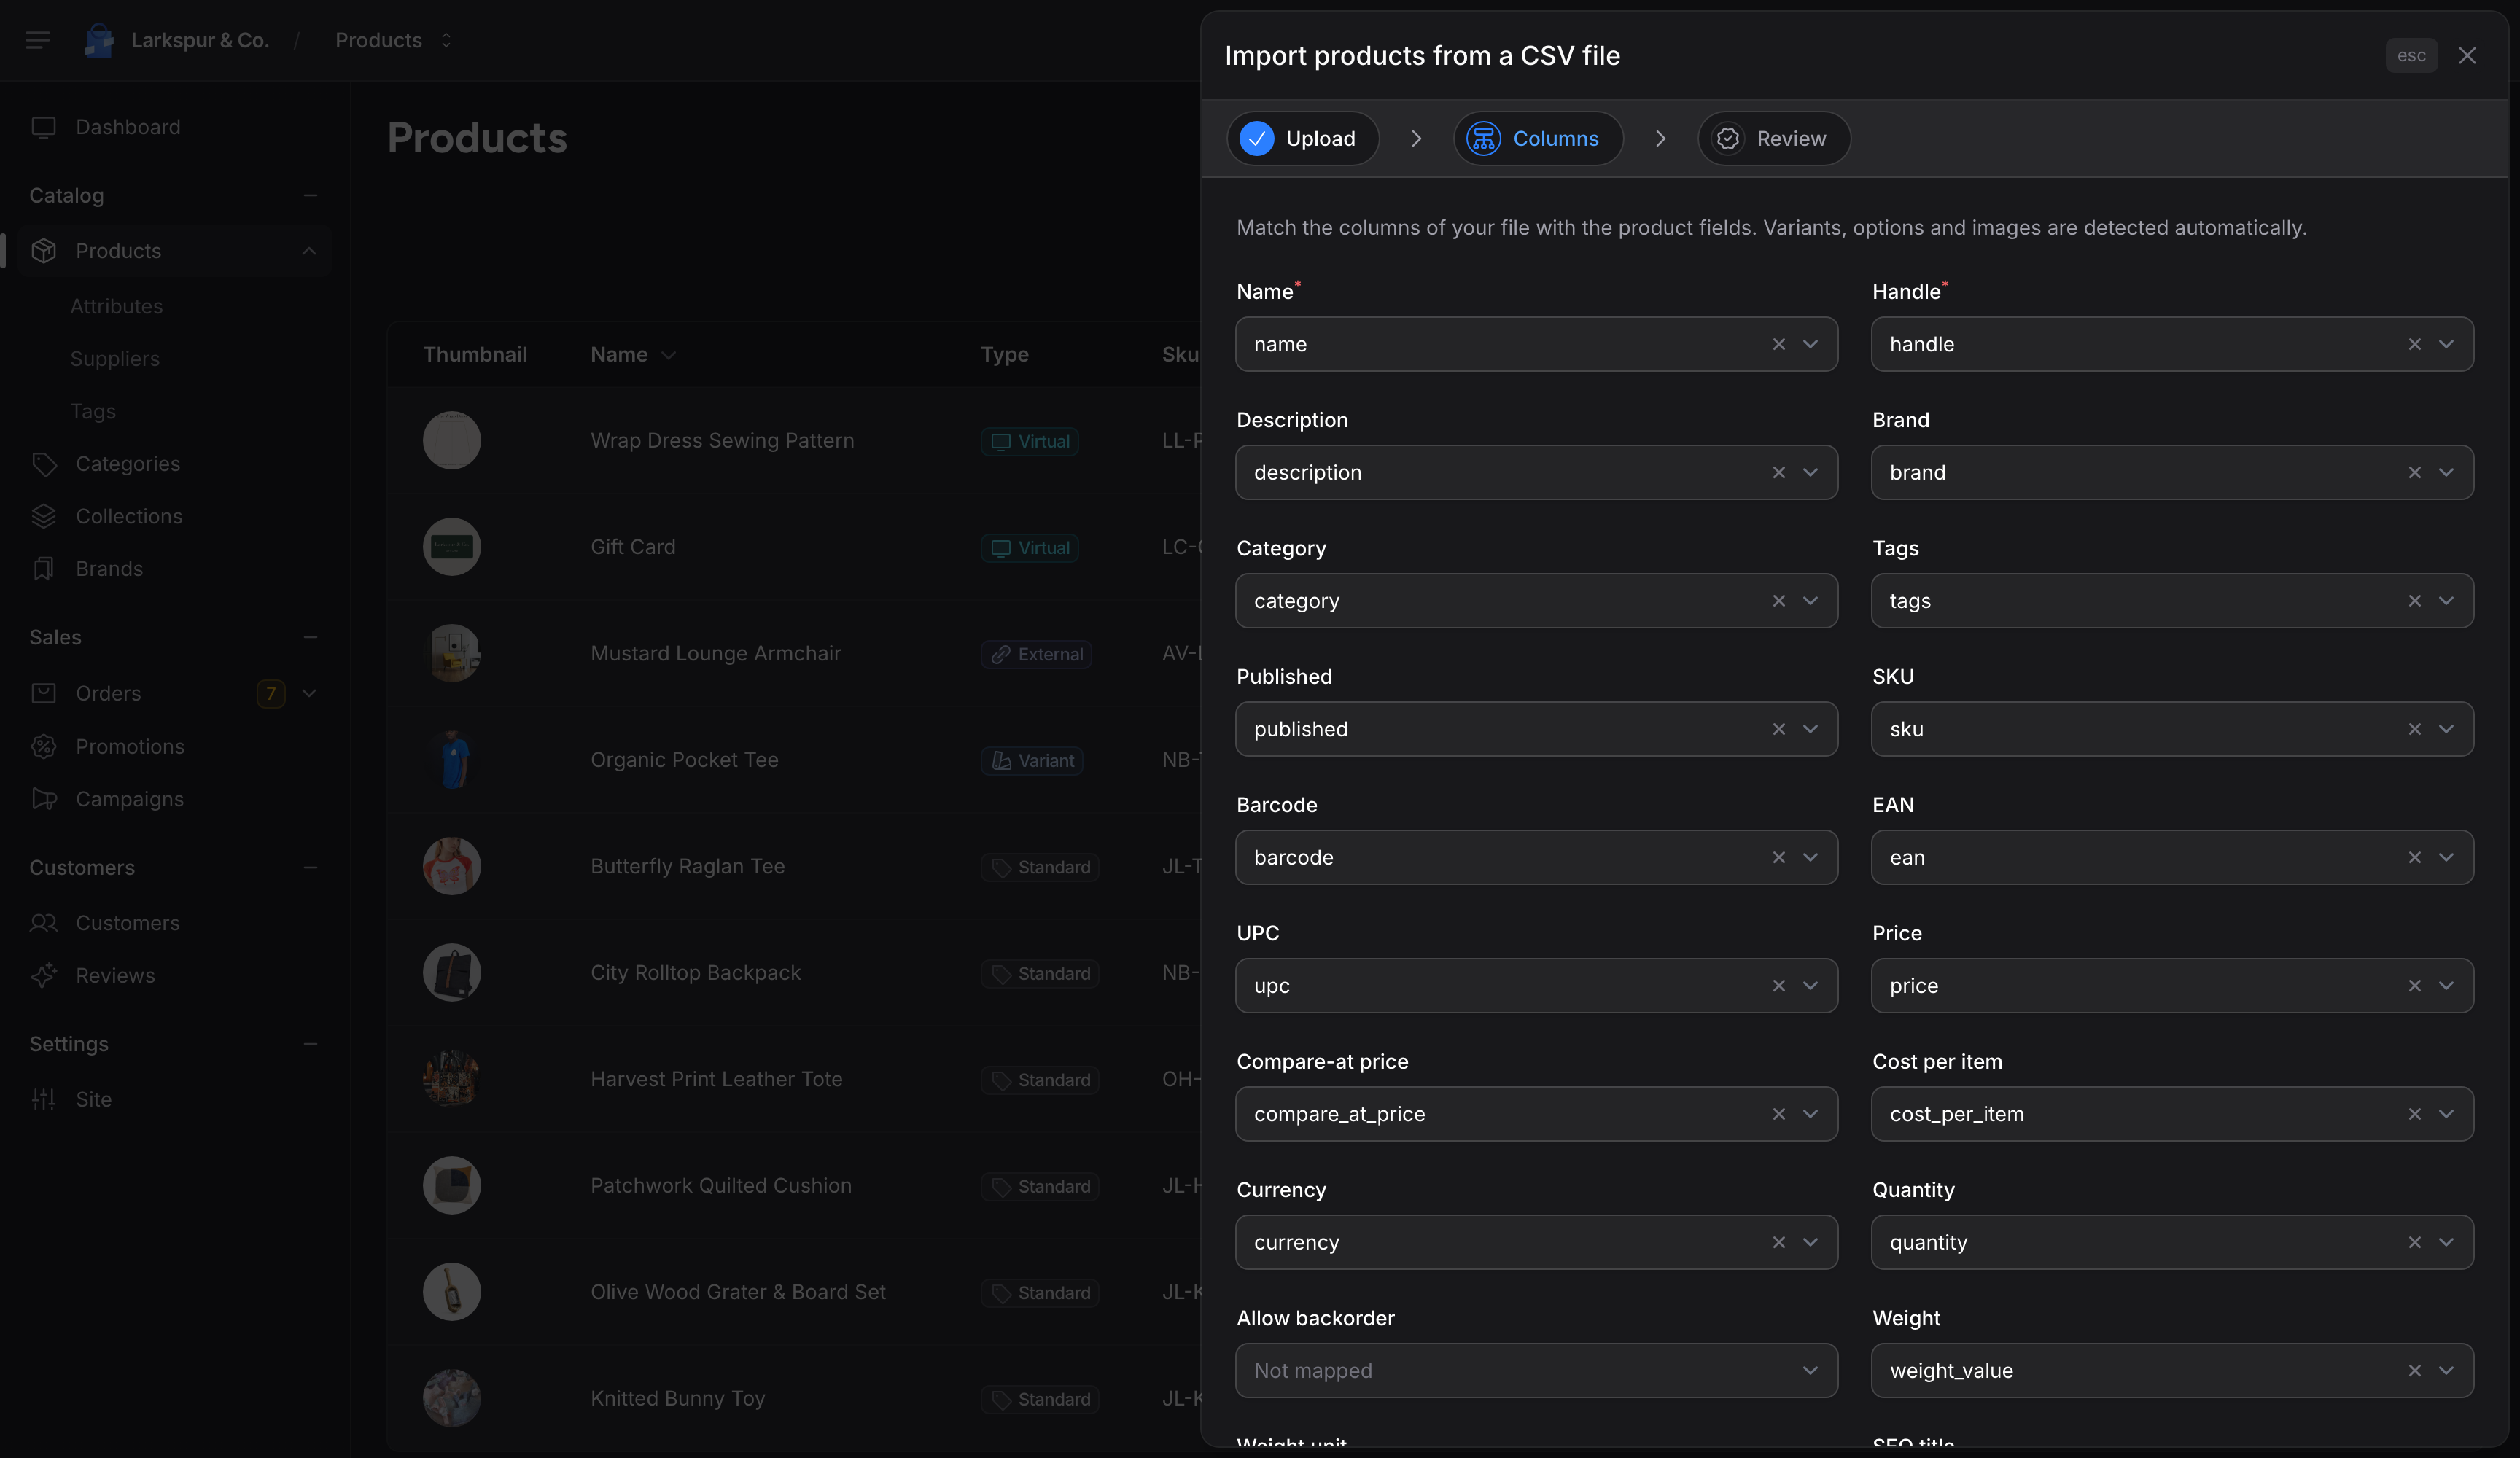 Larkspur & Co. / Products
Dashboard
Catalog
Products
Attributes
Suppliers
Tags
Categories
Collections
Brands
Sales
Orders 7
Promotions
Campaigns
Customers
Customers
Reviews
Settings
Site
Products
Thumbnail Name Type Sku
Wrap Dress Sewing Pattern Virtual
Gift Card Virtual
Mustard Lounge Armchair External
Organic Pocket Tee Variant
Butterfly Raglan Tee Standard
City Rolltop Backpack Standard
Harvest Print Leather Tote Standard
Patchwork Quilted Cushion Standard
Olive Wood Grater & Board Set Standard
Knitted Bunny Toy Standard
Import products from a CSV file esc
Upload Columns Review
Match the columns of your file with the product fields. Variants, options and images are detected automatically.
Name* Handle*
name handle
Description Brand
description brand
Category Tags
category tags
Published SKU
published sku
Barcode EAN
barcode ean
UPC Price
upc price
Compare-at price Cost per item
compare_at_price cost_per_item
Currency Quantity
currency quantity
Allow backorder Weight
Not mapped weight_value
Weight unit SEO title